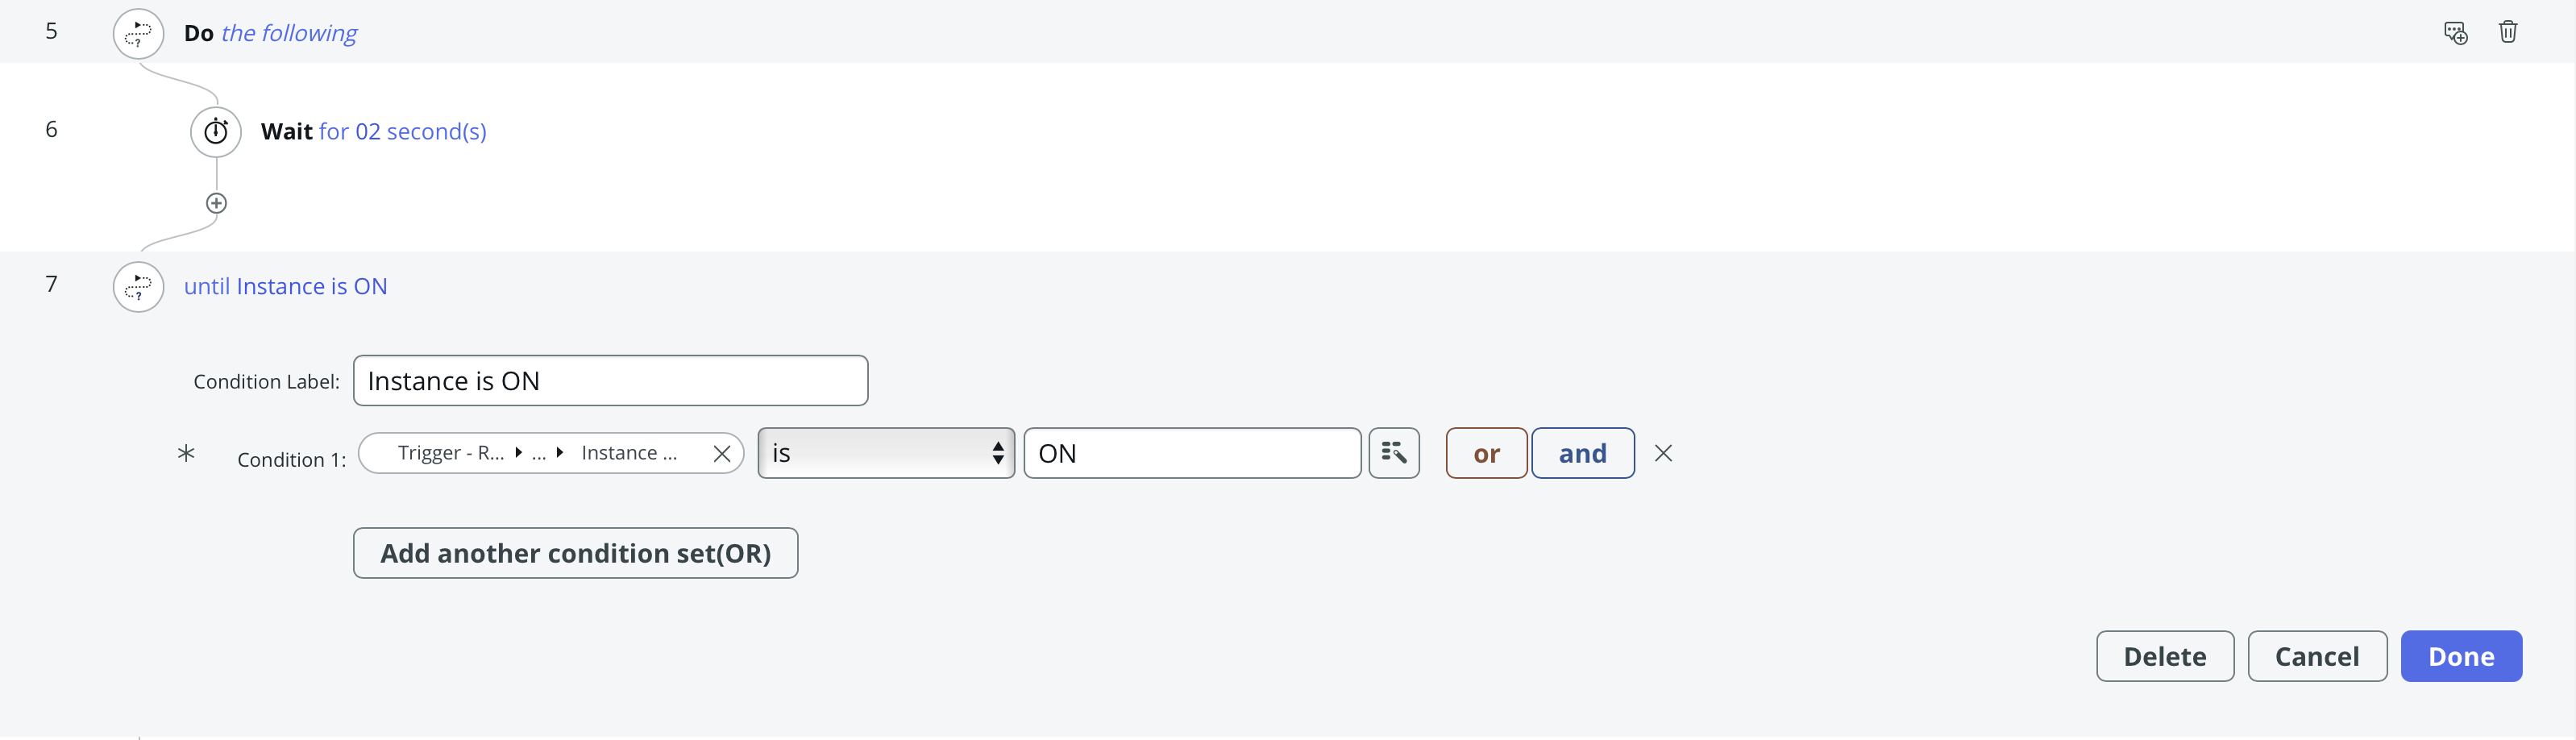 5 Do the following
6 Wait for 02 second(s)
7 until Instance is ON
Condition Label: Instance is ON
* Condition 1: Trigger - R... ... Instance ... is ON or and
Add another condition set(OR)
Delete Cancel Done